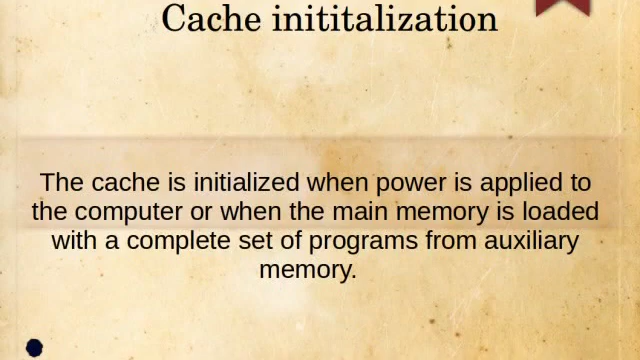 Cache inititalization
The cache is initialized when power is applied to
the computer or when the main memory is loaded
with a complete set of programs from auxiliary
memory.